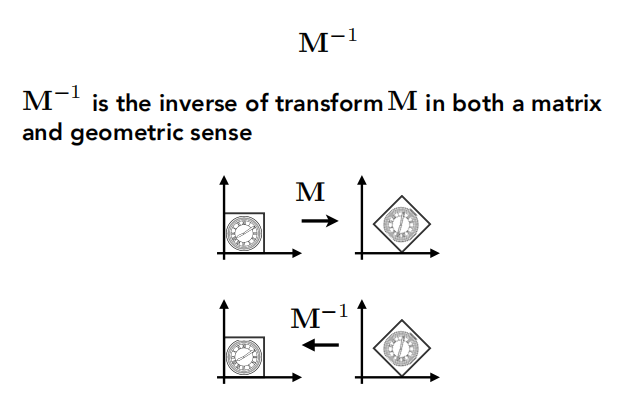 M⁻¹
M⁻¹ is the inverse of transform M in both a matrix
and geometric sense
M
M⁻¹